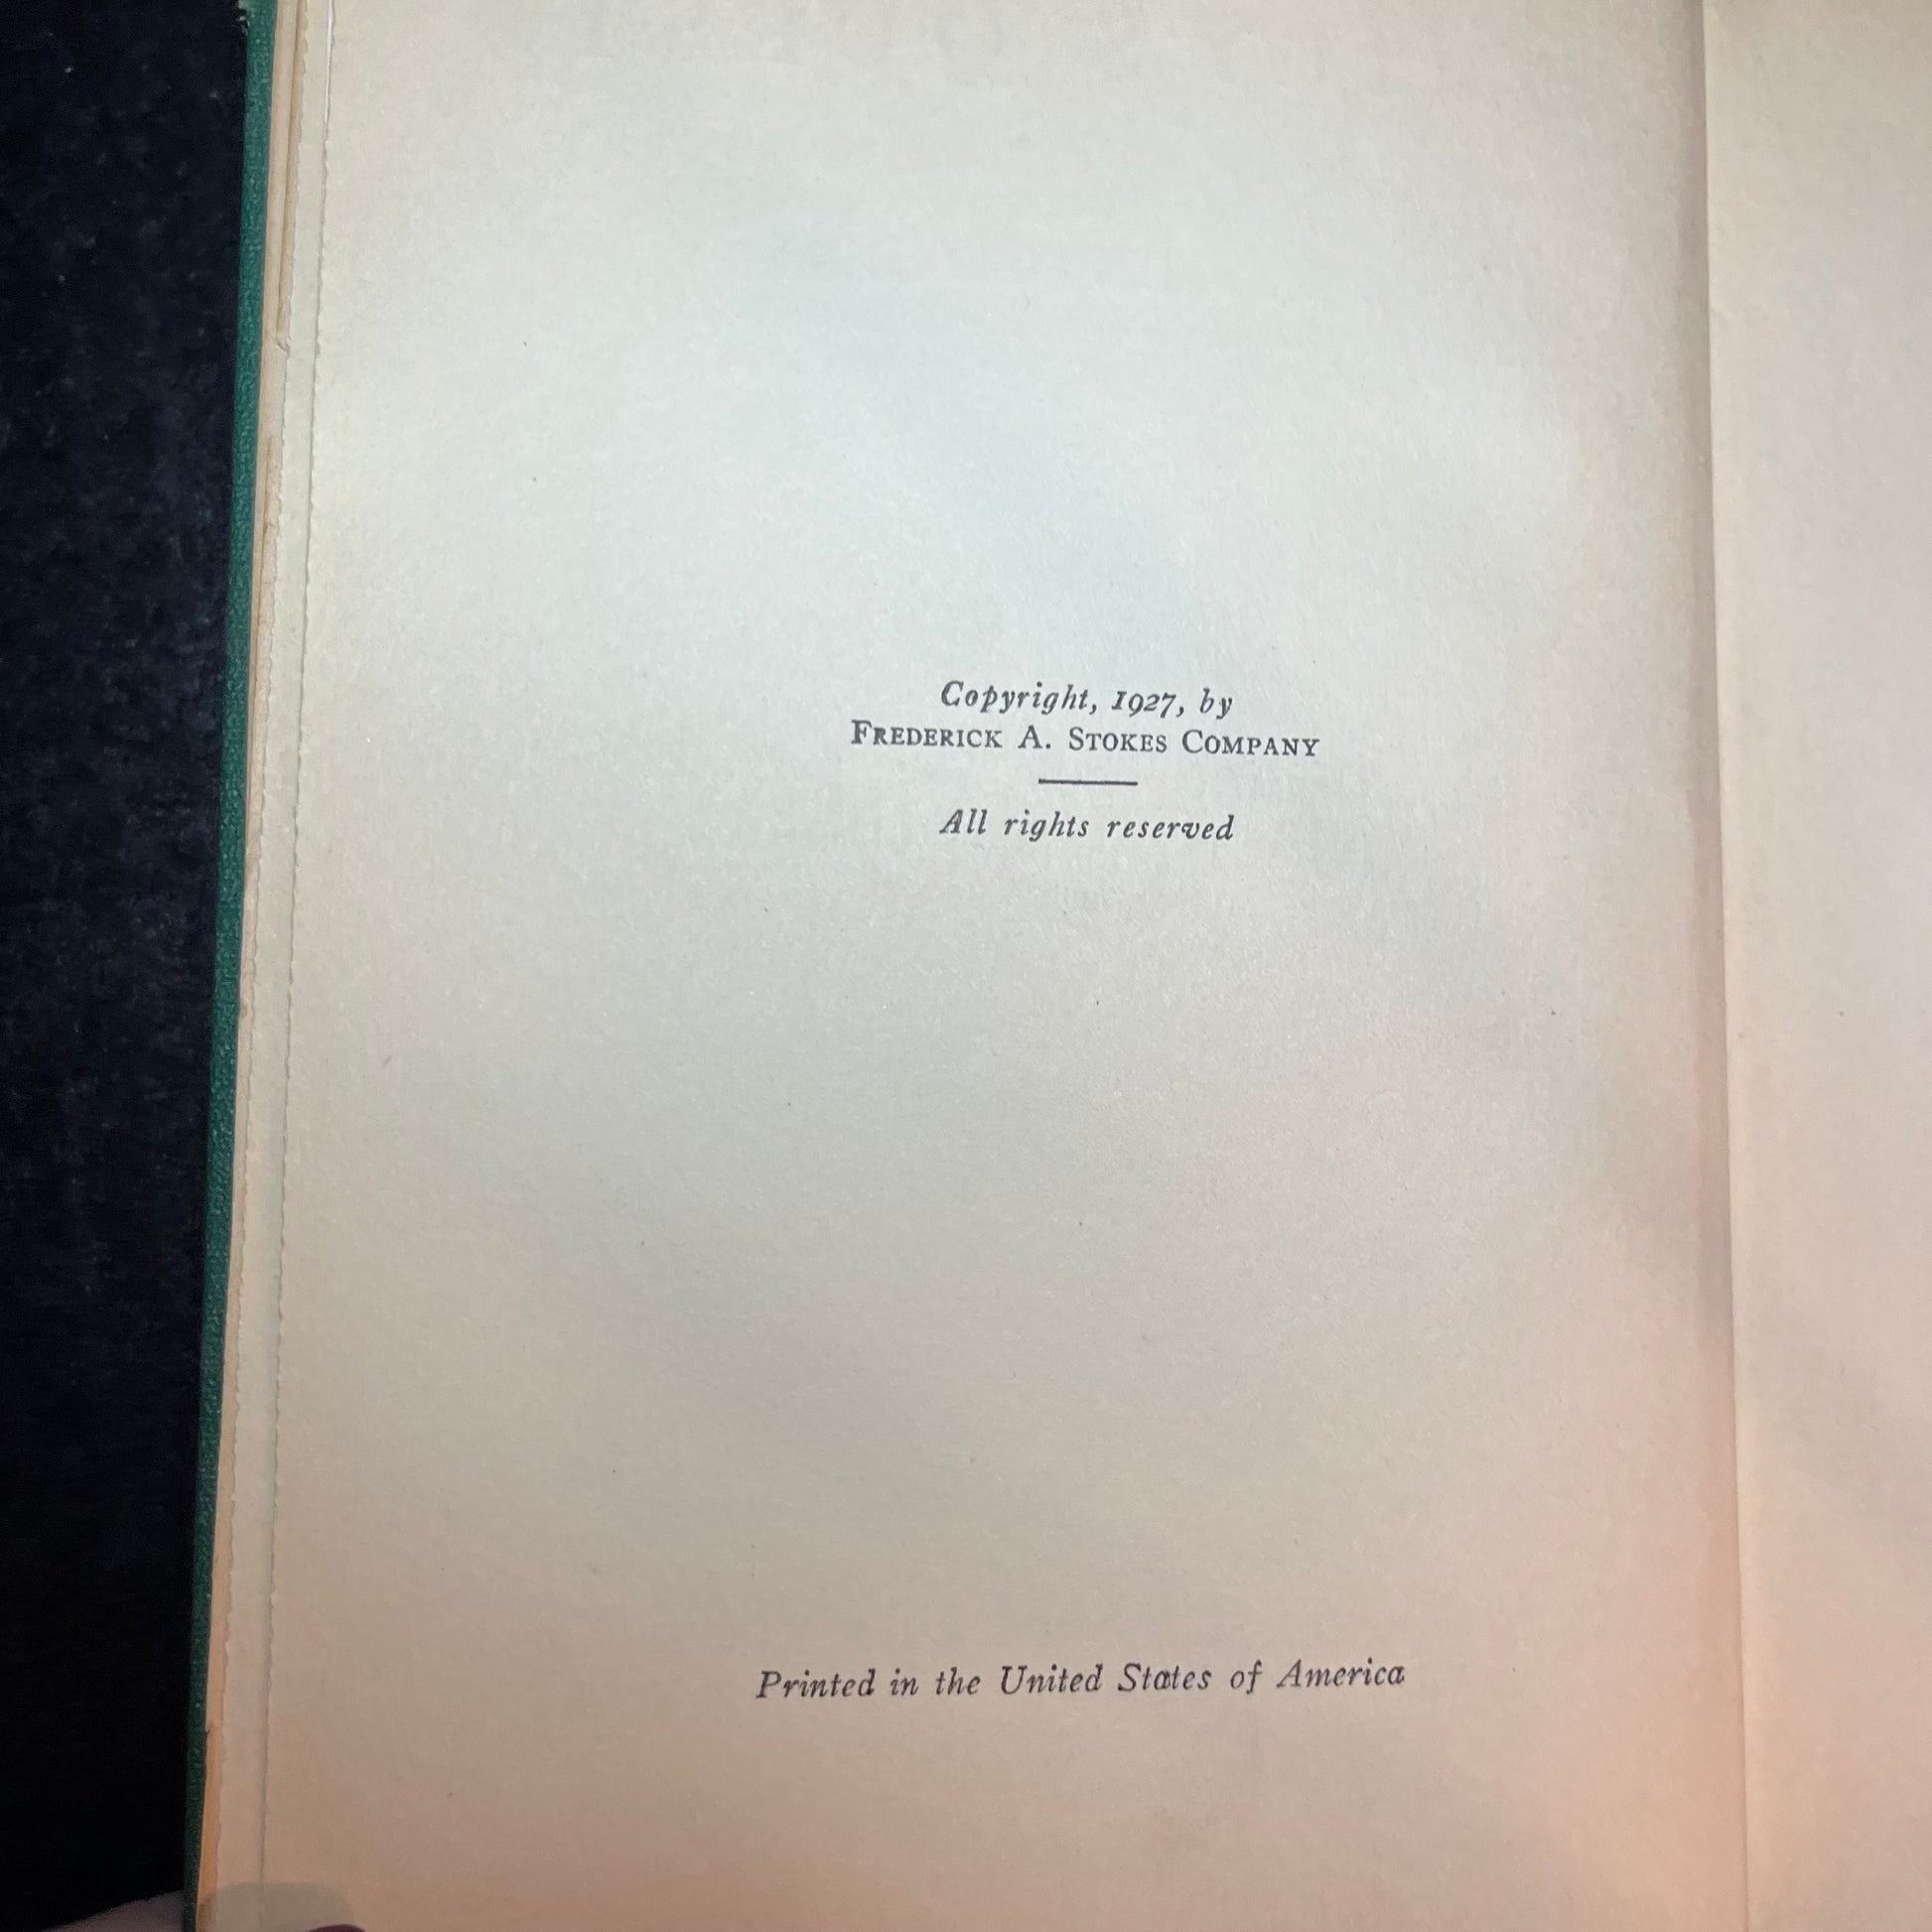 Copyright, 1927, by
FREDERICK A. STOKES COMPANY
All rights reserved
Printed in the United States of America